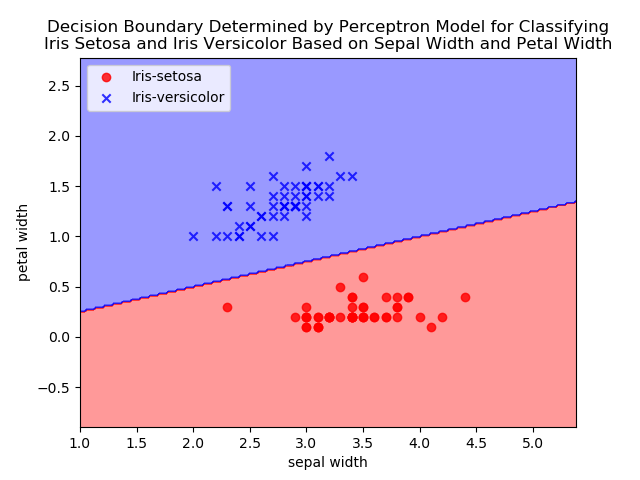 Decision Boundary Determined by Perceptron Model for Classifying
Iris Setosa and Iris Versicolor Based on Sepal Width and Petal Width
Iris-setosa
Iris-versicolor
2.5
2.0
1.5
1.0
0.5
0.0
−0.5
petal width
1.0 1.5 2.0 2.5 3.0 3.5 4.0 4.5 5.0
sepal width